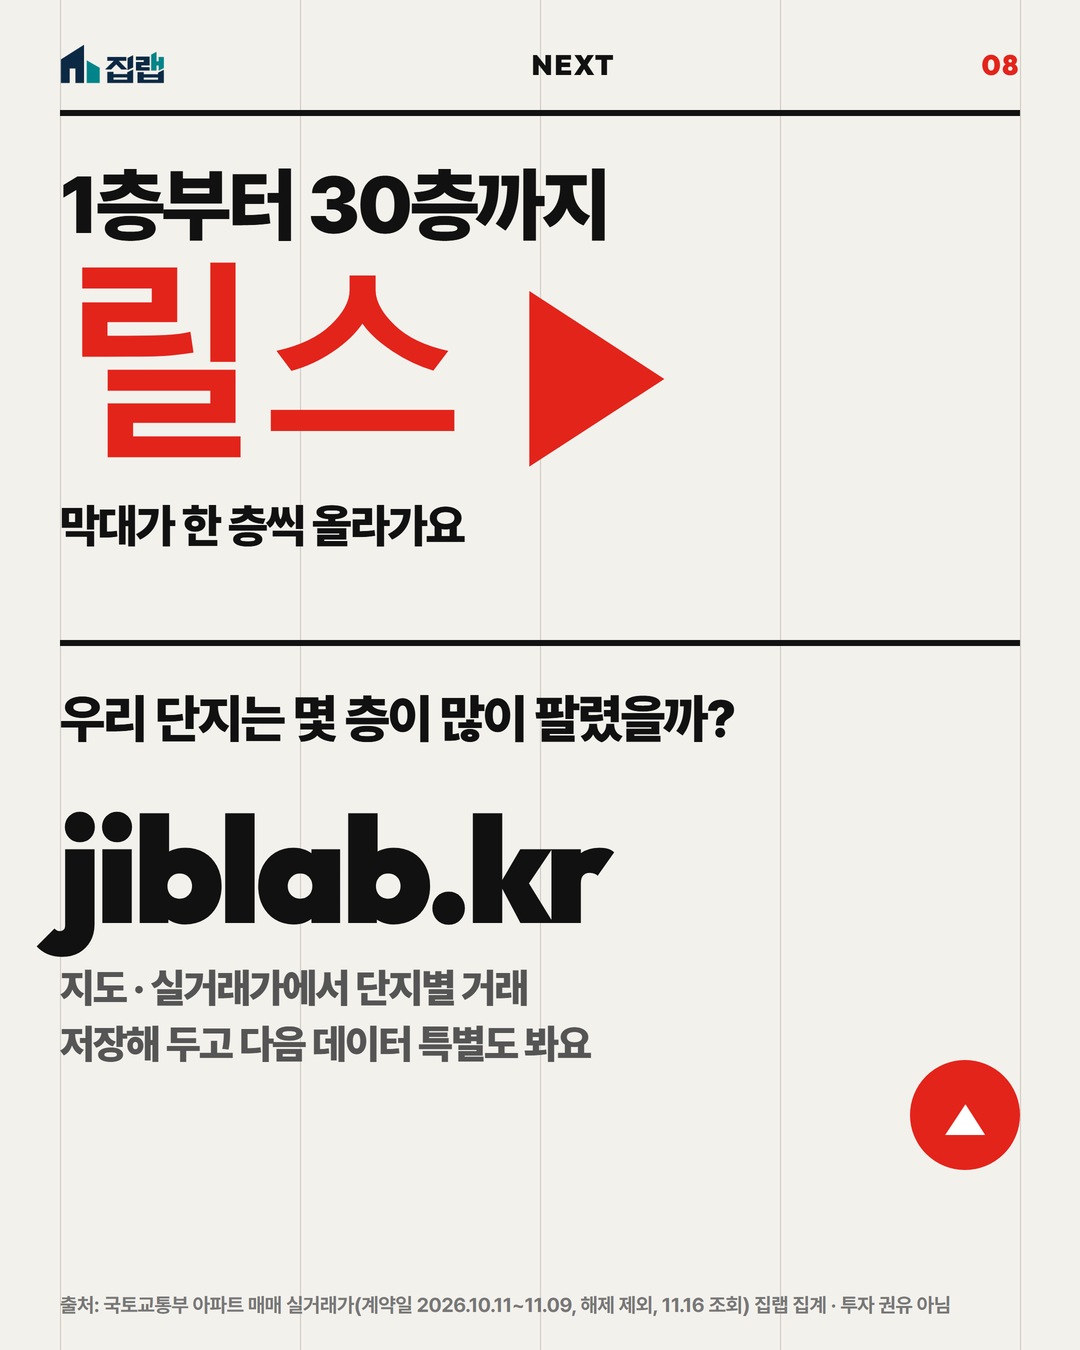 집랩
NEXT
08
1층부터 30층까지
릴스 ▶
막대가 한 층씩 올라가요
우리 단지는 몇 층이 많이 팔렸을까?
jiblab.kr
지도 · 실거래가에서 단지별 거래
저장해 두고 다음 데이터 특별도 봐요
출처: 국토교통부 아파트 매매 실거래가(계약일 2026.10.11~11.09, 해제 제외, 11.16 조회) 집랩 집계 · 투자 권유 아님